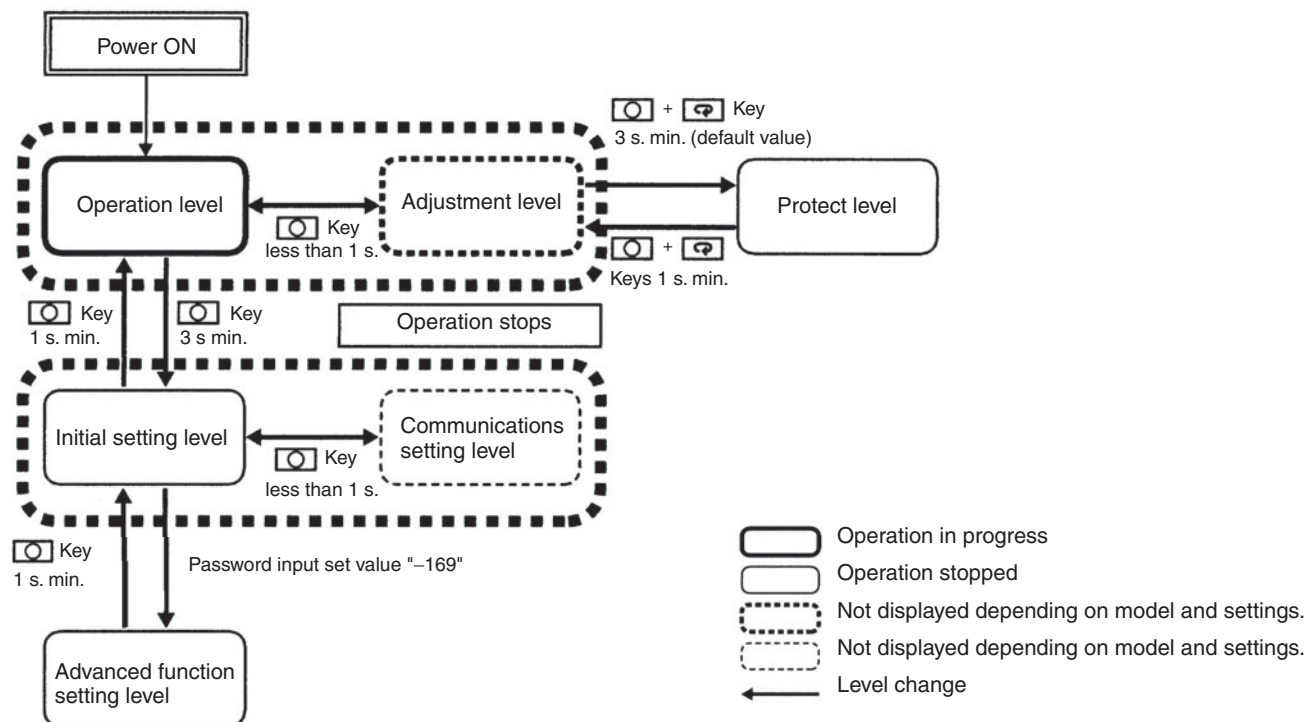 Power ON
+ Key
3 s. min. (default value)
Operation level
Adjustment level
Protect level
Key
less than 1 s.
+
Keys 1 s. min.
Key
1 s. min.
Key
3 s min.
Operation stops
Initial setting level
Communications
setting level
Key
less than 1 s.
Key
1 s. min.
Password input set value "–169"
Advanced function
setting level
Operation in progress
Operation stopped
Not displayed depending on model and settings.
Not displayed depending on model and settings.
Level change